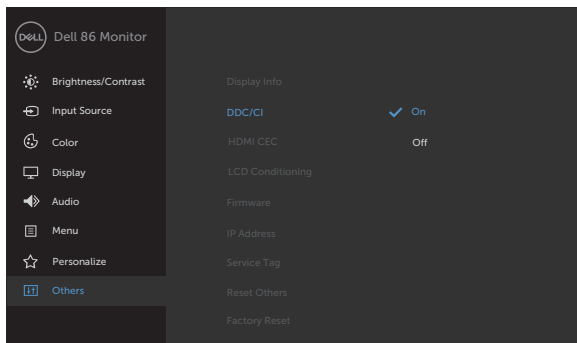 DELL Dell 86 Monitor
Brightness/Contrast
Display Info
Input Source
DDC/CI On
Color
HDMI CEC Off
Display
LCD Conditioning
Audio
Firmware
Menu
IP Address
Personalize
Service Tag
Others
Reset Others
Factory Reset